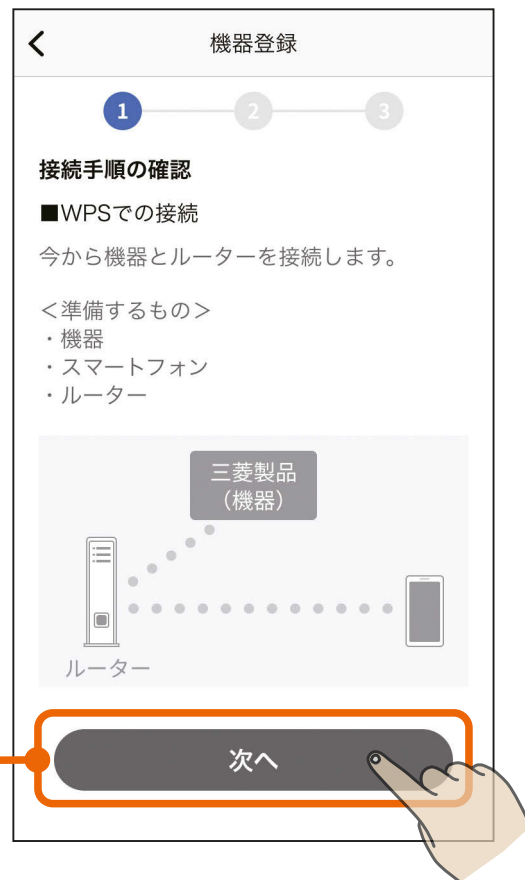 機器登録
1
2
3
接続手順の確認
■WPSでの接続
今から機器とルーターを接続します。
＜準備するもの＞
・機器
・スマートフォン
・ルーター
三菱製品
（機器）
ルーター
次へ